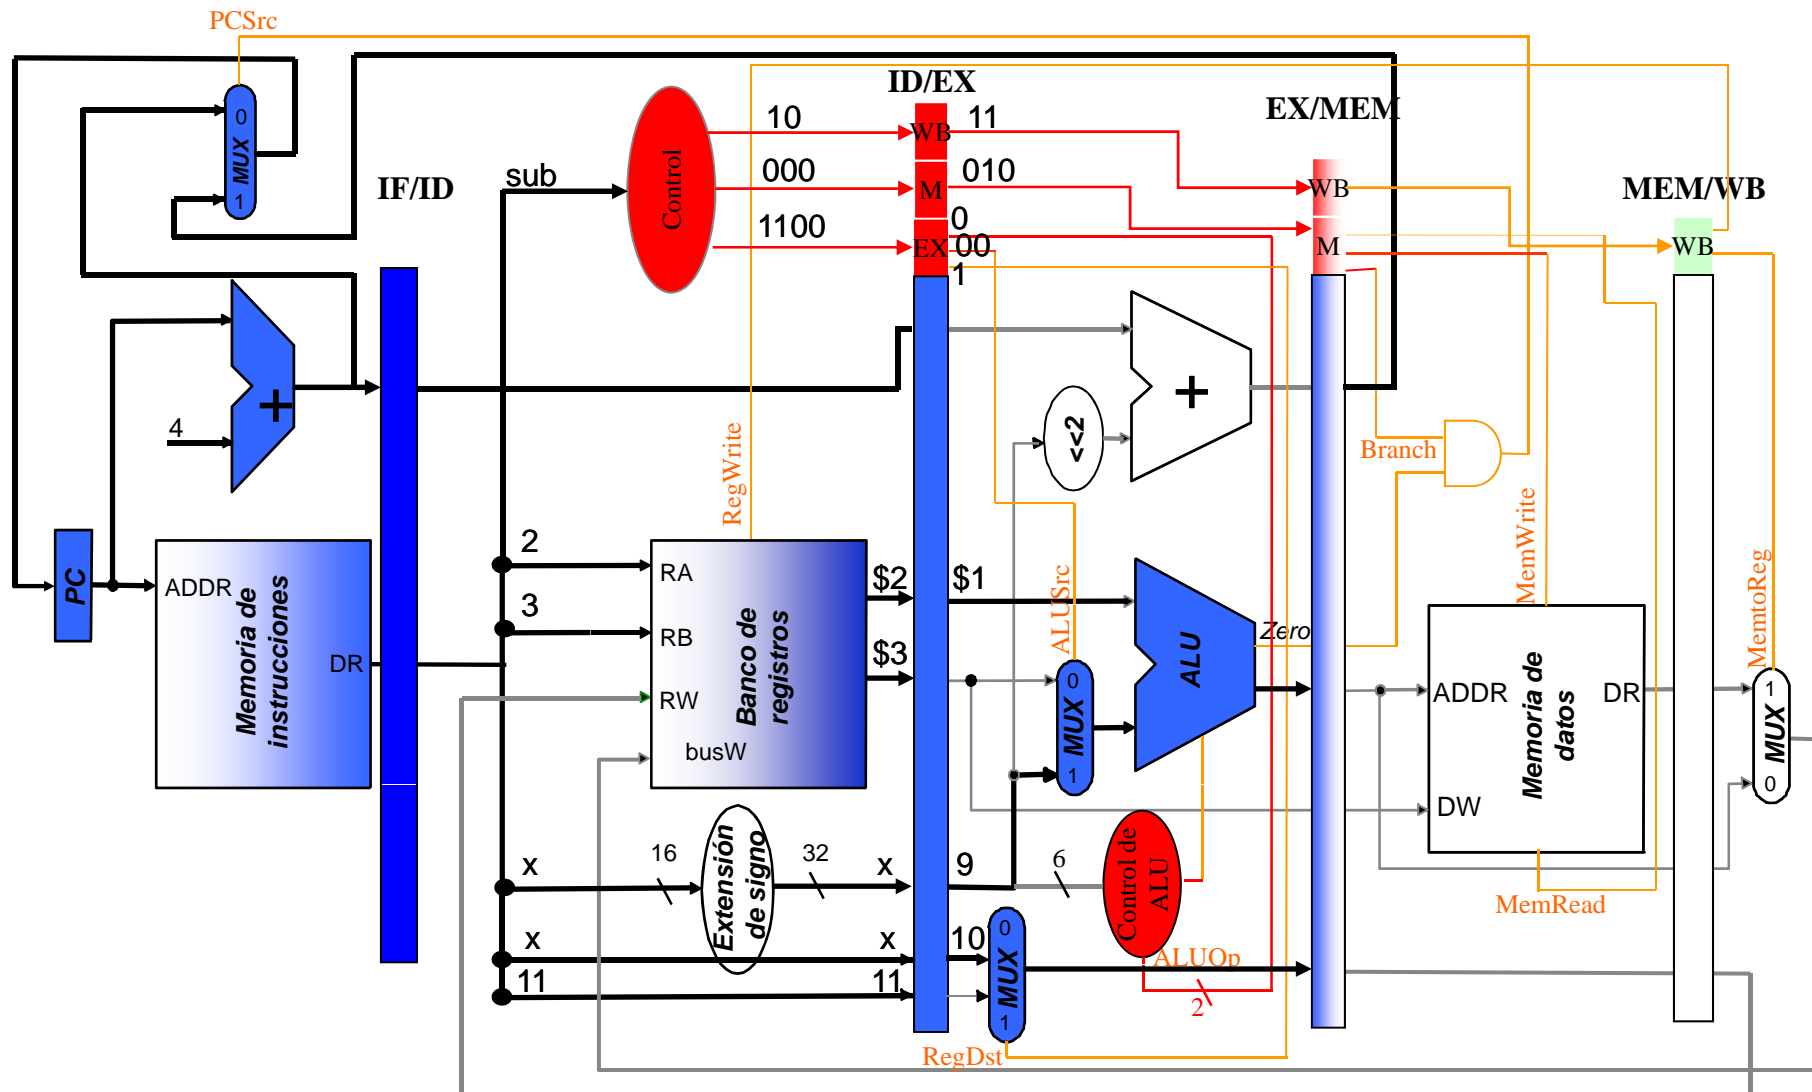 PCSrc
ID/EX
EX/MEM
IF/ID
MEM/WB
0
MUX
1
Control
sub
10
000
1100
WB
M
EX
11
010
0
00
1
WB
M
WB
+
4
PC
ADDR
Memoria de
instrucciones
DR
RegWrite
2
3
RA
RB
RW
busW
Banco de
registros
$2
$3
$1
<<2
+
ALUSrc
0
MUX
1
ALU
Zero
Branch
MemWrite
ADDR
DR
DW
Memoria de
datos
MemRead
MemtoReg
1
MUX
0
x
16
Extensión
de signo
32
x
9
6
Control de
ALU
ALUOp
2
x
x
10
11
11
0
MUX
1
RegDst